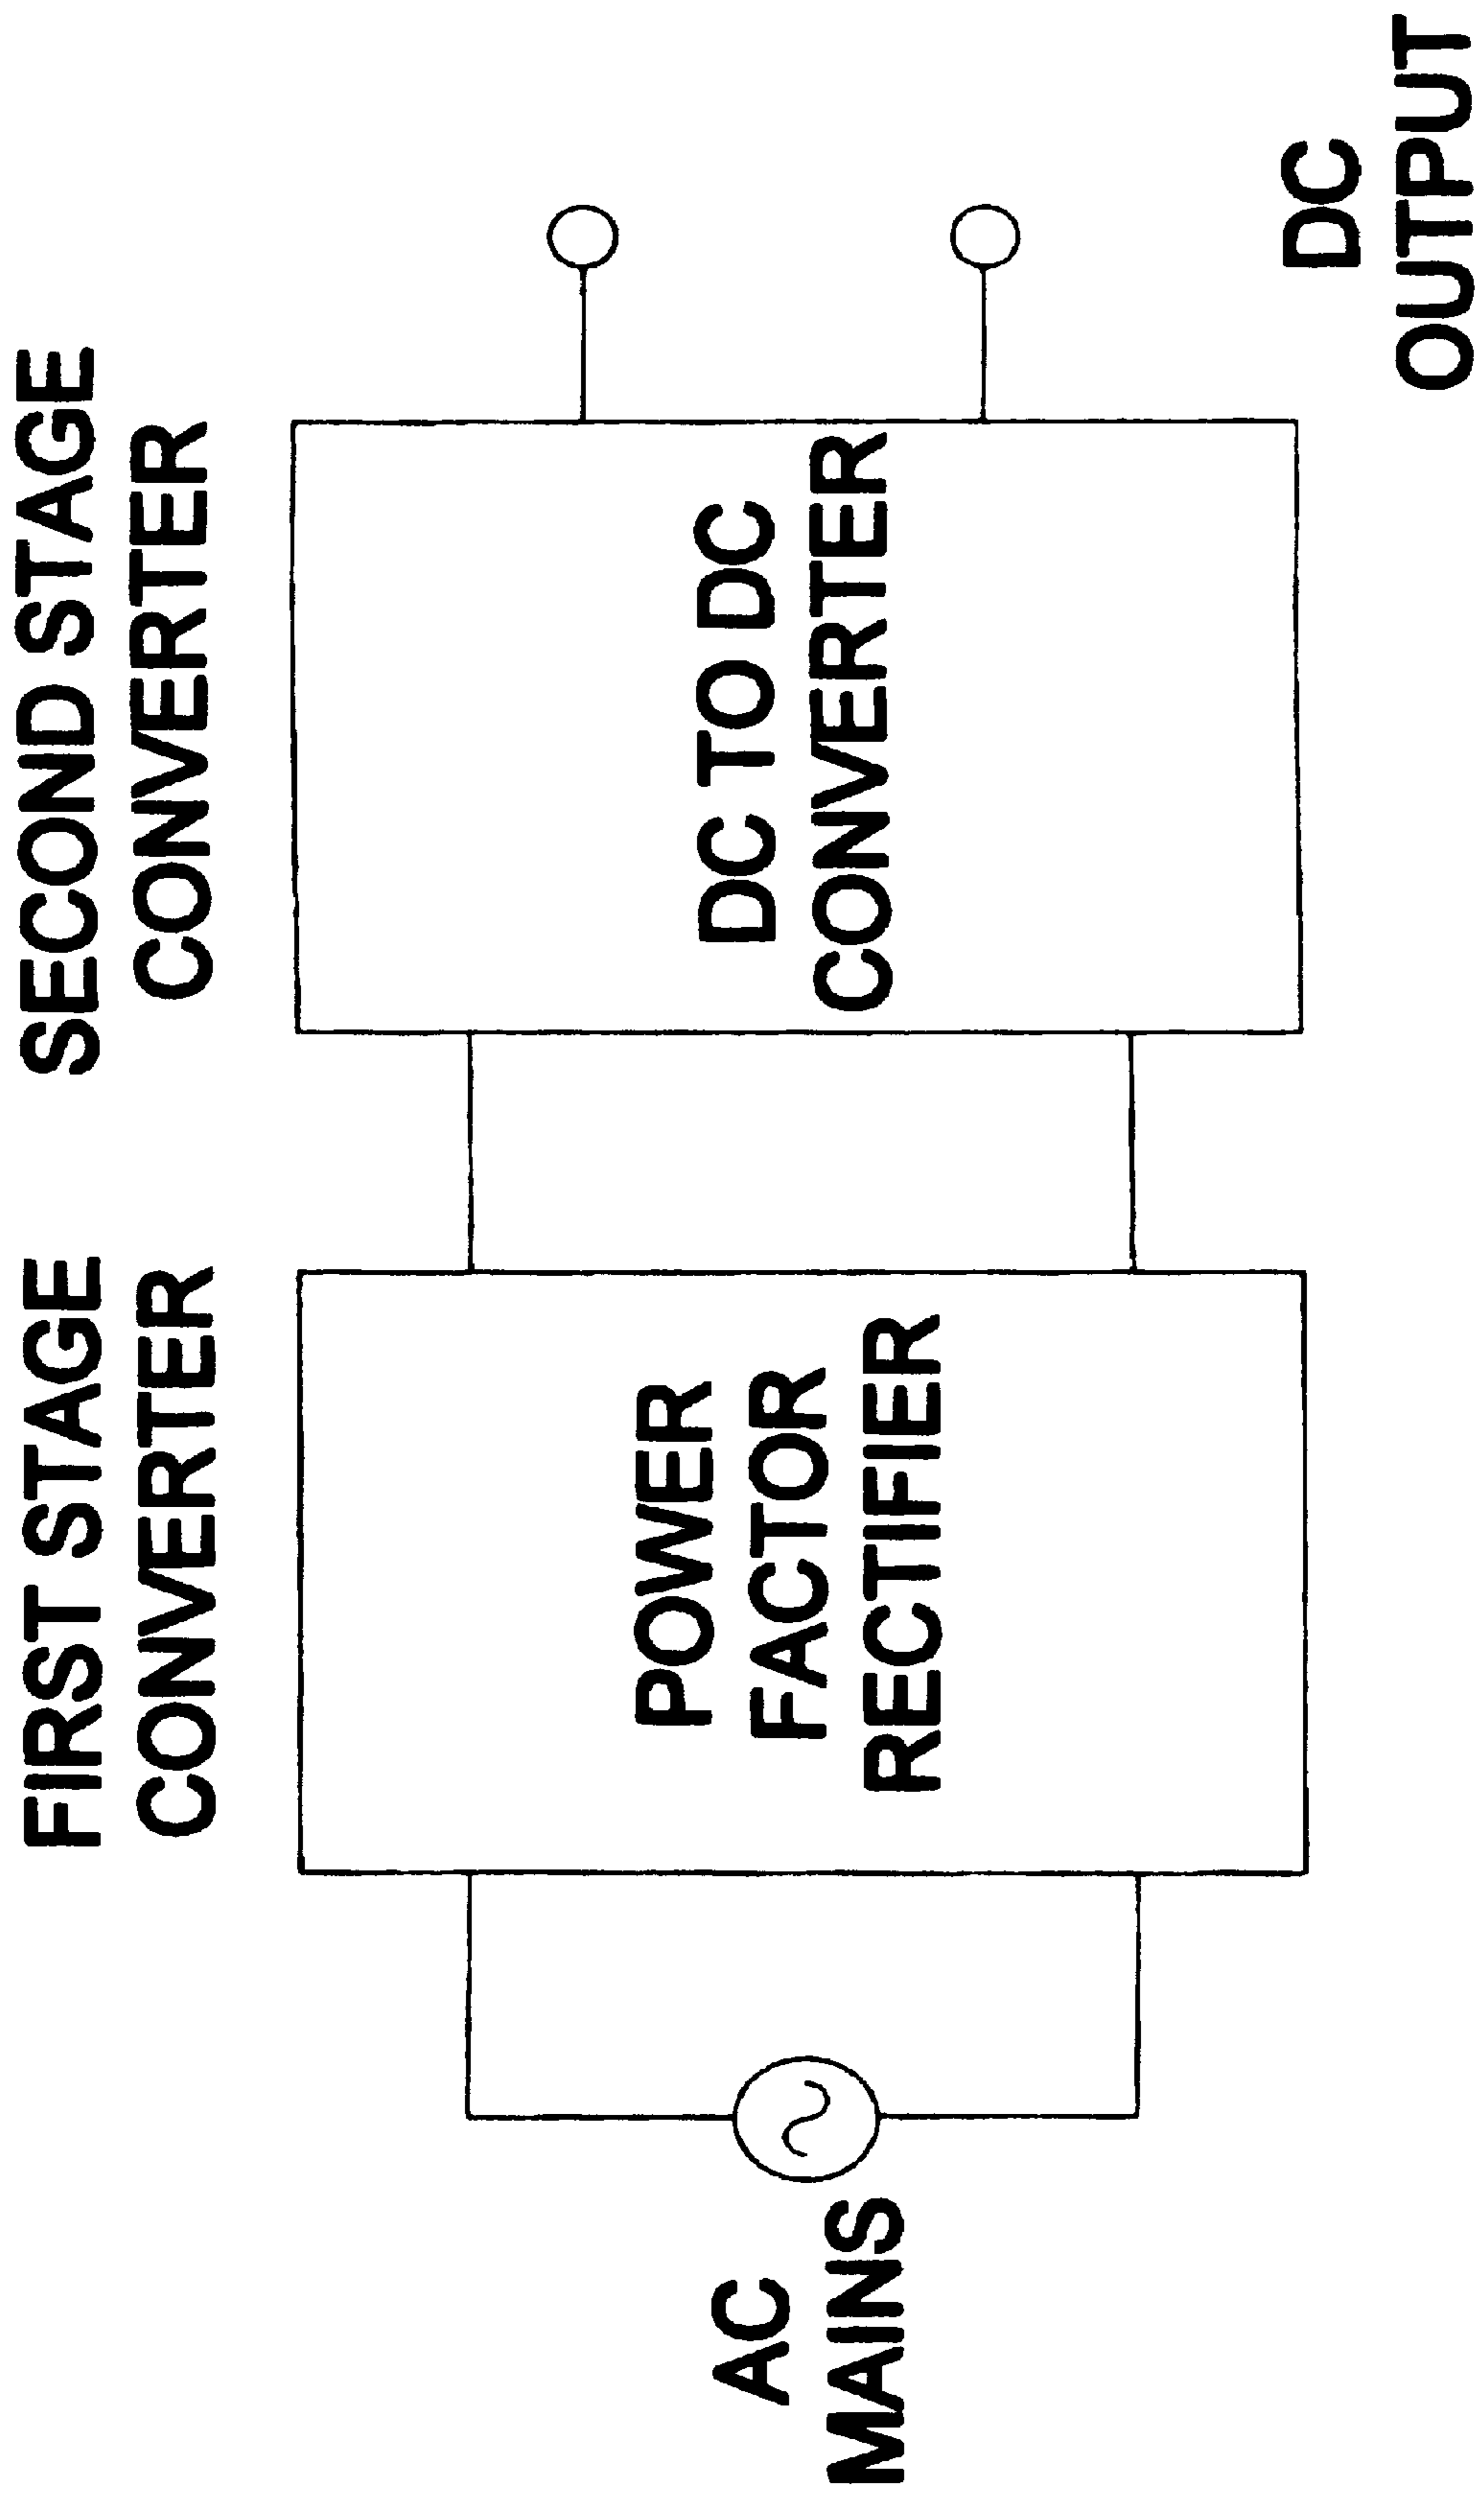 FIRST STAGE
CONVERTER
SECOND STAGE
CONVERTER
AC
MAINS
POWER
FACTOR
RECTIFIER
DC TO DC
CONVERTER
DC
OUTPUT